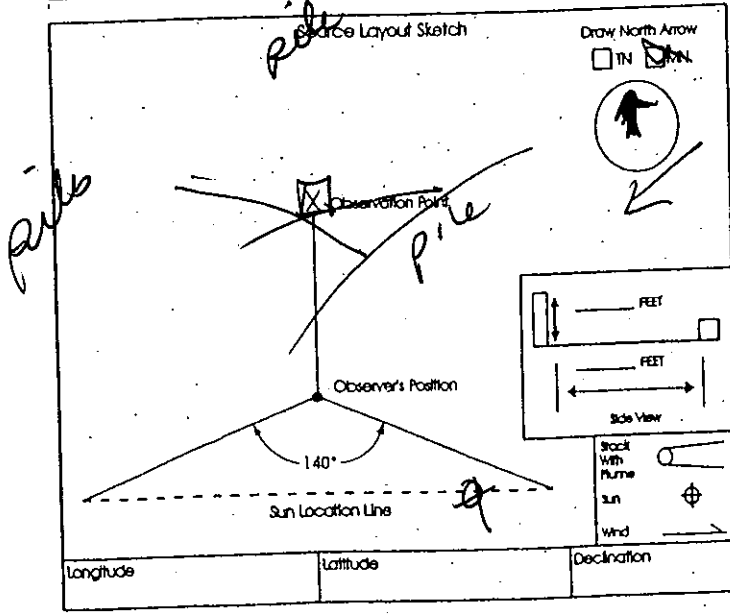 pile
Source Layout Sketch
Draw North Arrow
TN MN
Observation Point
pile
FEET
FEET
Side View
Observer's Position
140°
Sun Location Line
Stack
With
Plume
Sun
Wind
Longitude Latitude Declination